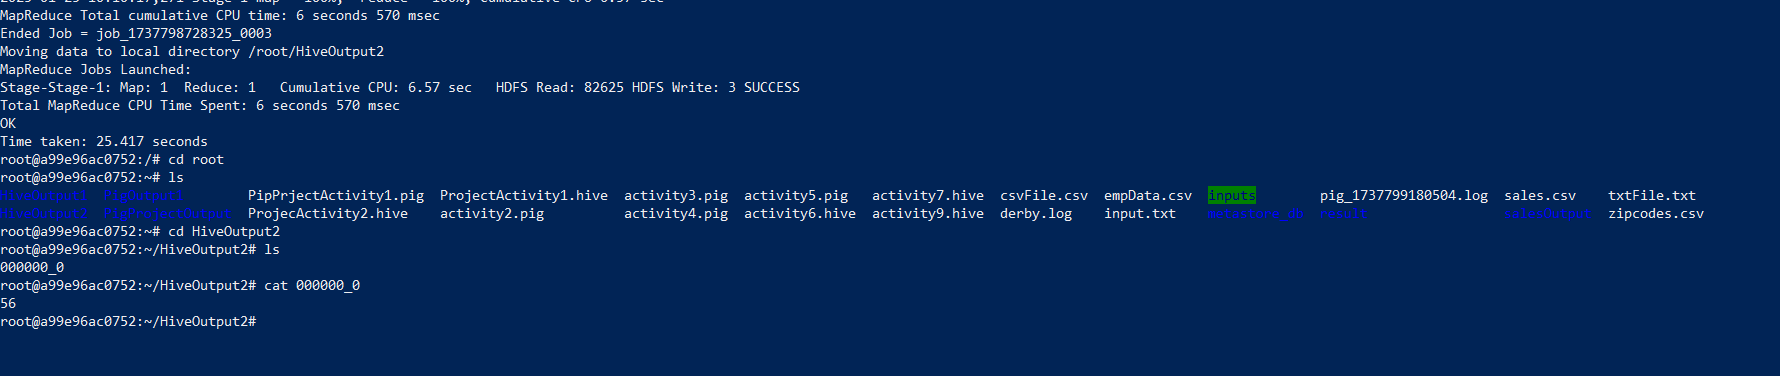 MapReduce Total cumulative CPU time: 6 seconds 570 msec
Ended Job = job_1737798728325_0003
Moving data to local directory /root/HiveOutput2
MapReduce Jobs Launched:
Stage-Stage-1: Map: 1  Reduce: 1   Cumulative CPU: 6.57 sec   HDFS Read: 82625 HDFS Write: 3 SUCCESS
Total MapReduce CPU Time Spent: 6 seconds 570 msec
OK
Time taken: 25.417 seconds
root@a99e96ac0752:/# cd root
root@a99e96ac0752:~# ls
HiveOutput1  PigOutput1  PipPrjectActivity1.pig  ProjectActivity1.hive  activity3.pig  activity5.pig  activity7.hive  csvFile.csv  empData.csv  inputs  pig_1737799180504.log  sales.csv  txtFile.txt
HiveOutput2  PigProjectOutput  ProjecActivity2.hive  activity2.pig  activity4.pig  activity6.hive  activity9.hive  derby.log  input.txt  metastore_db  result  salesOutput  zipcodes.csv
root@a99e96ac0752:~# cd HiveOutput2
root@a99e96ac0752:~/HiveOutput2# ls
000000_0
root@a99e96ac0752:~/HiveOutput2# cat 000000_0
56
root@a99e96ac0752:~/HiveOutput2#